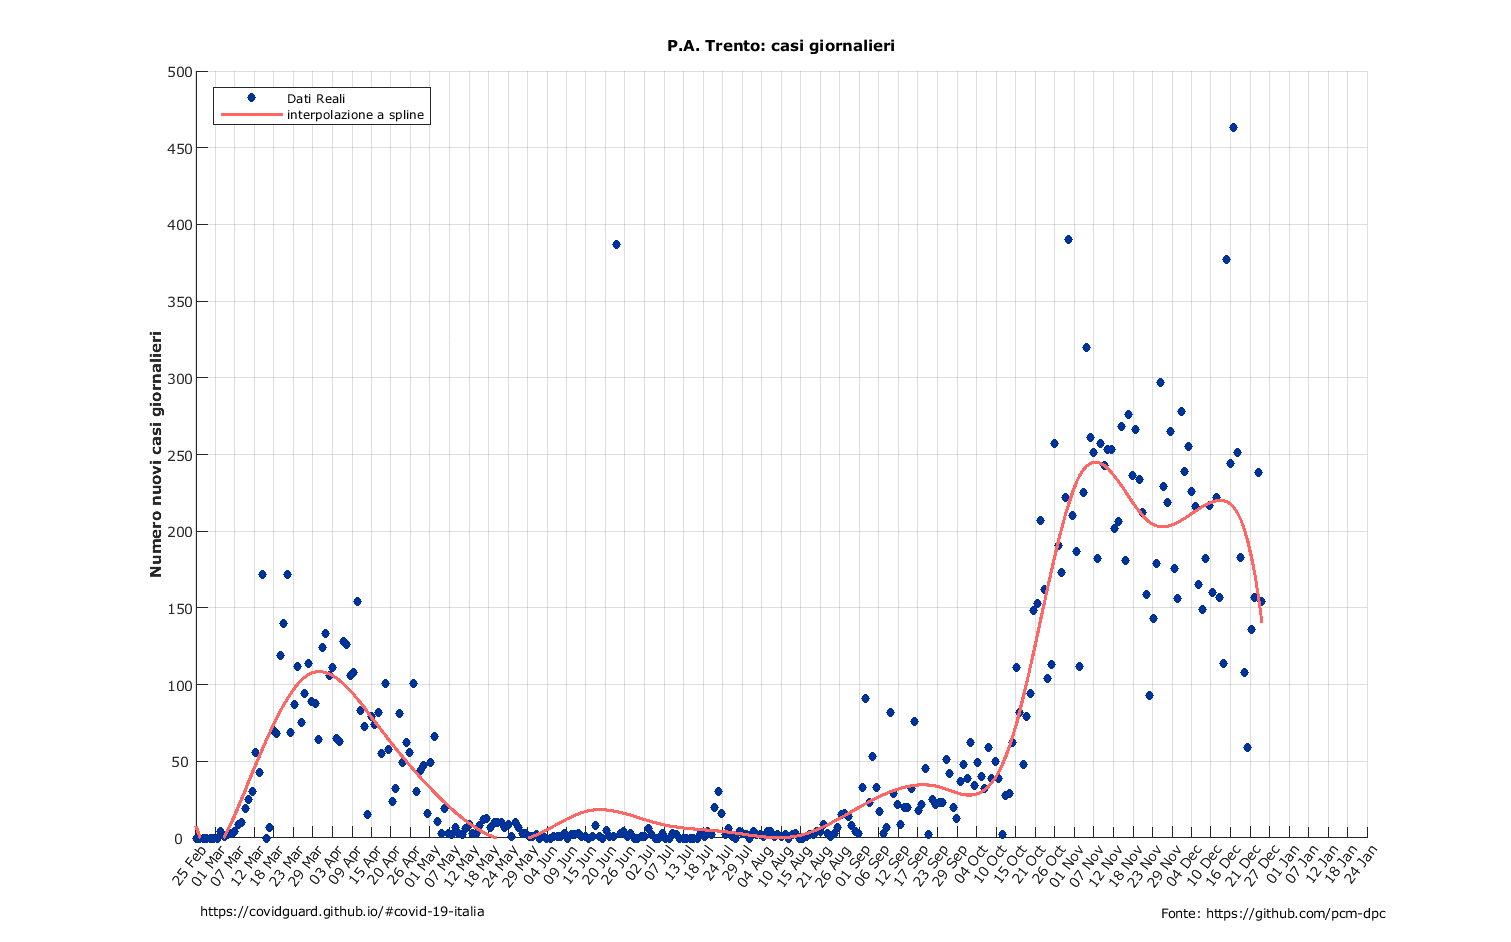 P.A. Trento: casi giornalieri
Dati Reali
interpolazione a spline
Numero nuovi casi giornalieri
500
450
400
350
300
250
200
150
100
50
0
25 Feb
01 Mar
07 Mar
12 Mar
18 Mar
23 Mar
29 Mar
03 Apr
09 Apr
15 Apr
20 Apr
26 Apr
01 May
07 May
12 May
18 May
24 May
29 May
04 Jun
09 Jun
15 Jun
20 Jun
26 Jun
02 Jul
07 Jul
13 Jul
18 Jul
24 Jul
29 Jul
04 Aug
10 Aug
15 Aug
21 Aug
26 Aug
01 Sep
06 Sep
12 Sep
17 Sep
23 Sep
29 Sep
04 Oct
10 Oct
15 Oct
21 Oct
26 Oct
01 Nov
07 Nov
12 Nov
18 Nov
23 Nov
29 Nov
04 Dec
10 Dec
16 Dec
21 Dec
27 Dec
01 Jan
07 Jan
12 Jan
18 Jan
24 Jan
https://covidguard.github.io/#covid-19-italia
Fonte: https://github.com/pcm-dpc